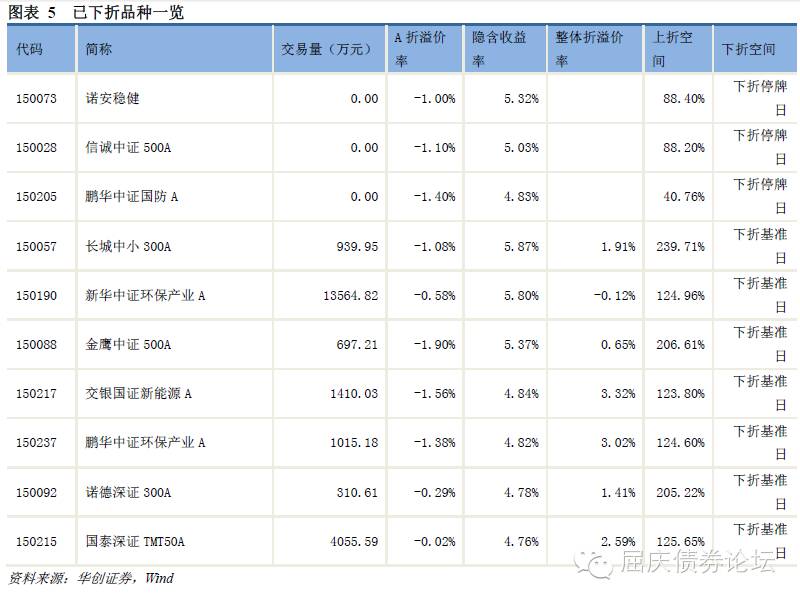 图表 5 已下折品种一览
代码 简称 交易量（万元） A 折溢价率 隐含收益率 整体折溢价率 上折空间 下折空间
150073 诺安稳健 0.00 -1.00% 5.32% 88.40% 下折停牌日
150028 信诚中证 500A 0.00 -1.10% 5.03% 88.20% 下折停牌日
150205 鹏华中证国防 A 0.00 -1.40% 4.83% 40.76% 下折停牌日
150057 长城中小 300A 939.95 -1.08% 5.87% 1.91% 239.71% 下折基准日
150190 新华中证环保产业 A 13564.82 -0.58% 5.80% -0.12% 124.96% 下折基准日
150088 金鹰中证 500A 697.21 -1.90% 5.37% 0.65% 206.61% 下折基准日
150217 交银国证新能源 A 1410.03 -1.56% 4.84% 3.32% 123.80% 下折基准日
150237 鹏华中证环保产业 A 1015.18 -1.38% 4.82% 3.02% 124.60% 下折基准日
150092 诺德深证 300A 310.61 -0.29% 4.78% 1.41% 205.22% 下折基准日
150215 国泰深证 TMT50A 4055.59 -0.02% 4.76% 2.59% 125.65% 下折基准日
屈庆债券论坛
资料来源：华创证券，Wind